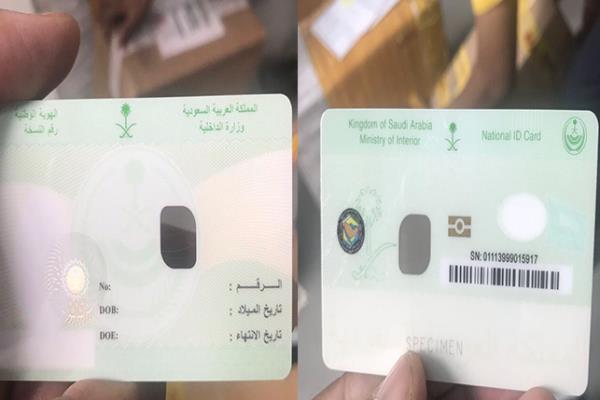 المملكة العربية السعودية
وزارة الداخلية
الهوية الوطنية
رقم النسخة
No: الـــرقـــم :
DOB: تاريخ الميلاد :
DOE: تاريخ الانتهاء :
Kingdom of Saudi Arabia
Ministry of Interior
National ID Card
SN:01113999015917
SPECIMEN